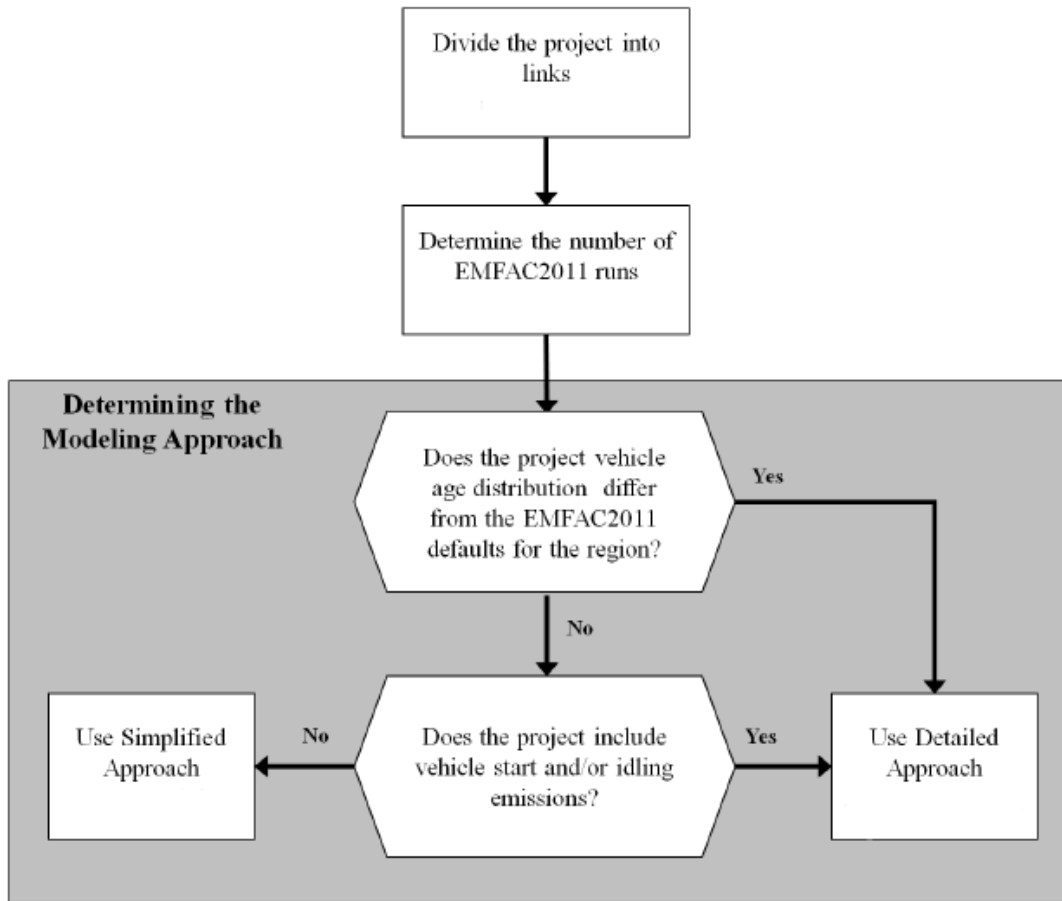 Divide the project into
links
Determine the number of
EMFAC2011 runs
Determining the
Modeling Approach
Does the project vehicle
age distribution differ
from the EMFAC2011
defaults for the region?
Yes
No
Does the project include
vehicle start and/or idling
emissions?
No
Yes
Use Simplified
Approach
Use Detailed
Approach